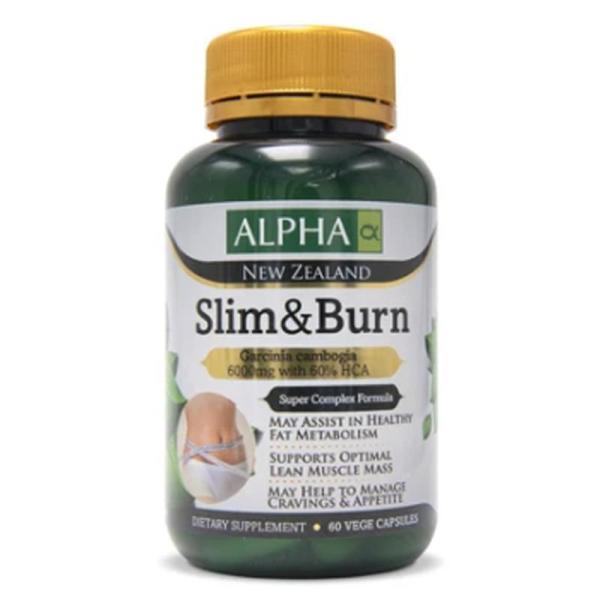 ALPHA α
NEW ZEALAND
Slim&Burn
Garcinia cambogia
6000mg with 60% HCA
Super Complex Formula
MAY ASSIST IN HEALTHY
FAT METABOLISM
SUPPORTS OPTIMAL
LEAN MUSCLE MASS
MAY HELP TO MANAGE
CRAVINGS & APPETITE
DIETARY SUPPLEMENT • 60 VEGE CAPSULES